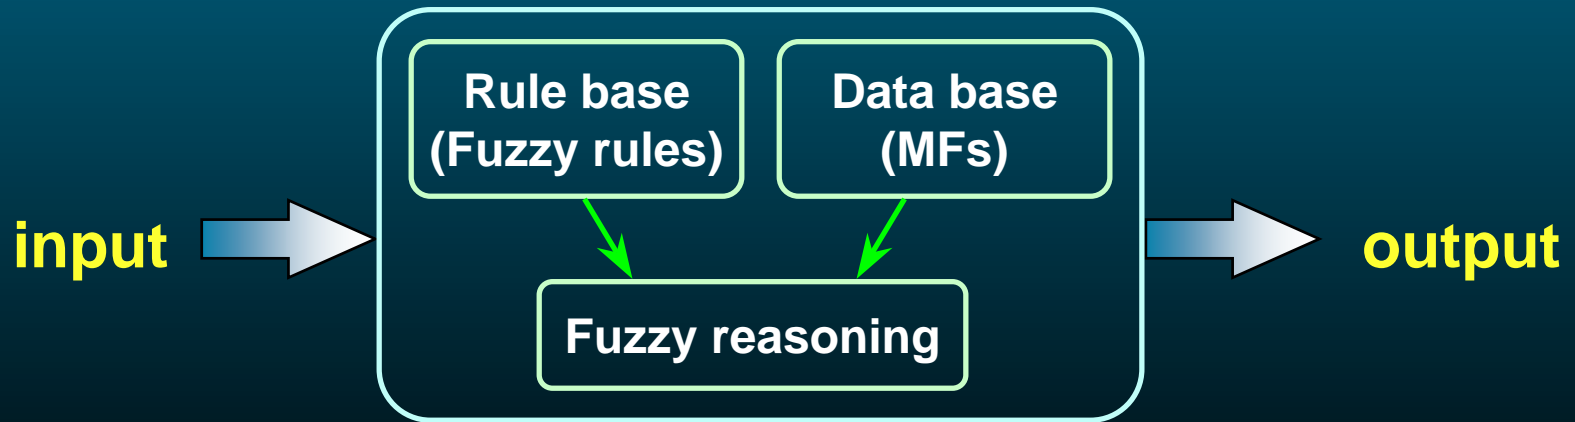 input
Rule base
(Fuzzy rules)
Data base
(MFs)
Fuzzy reasoning
output